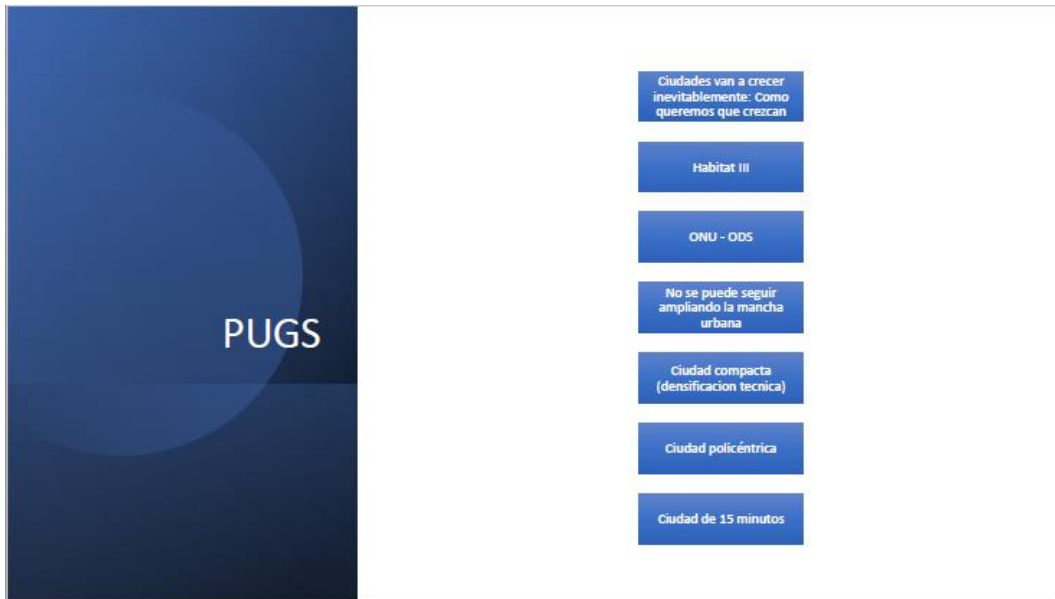 PUGS
Ciudades van a crecer
inevitablemente: Como
queremos que crezcan
Habitat III
ONU - ODS
No se puede seguir
ampliando la mancha
urbana
Ciudad compacta
(densificacion tecnica)
Ciudad policéntrica
Ciudad de 15 minutos